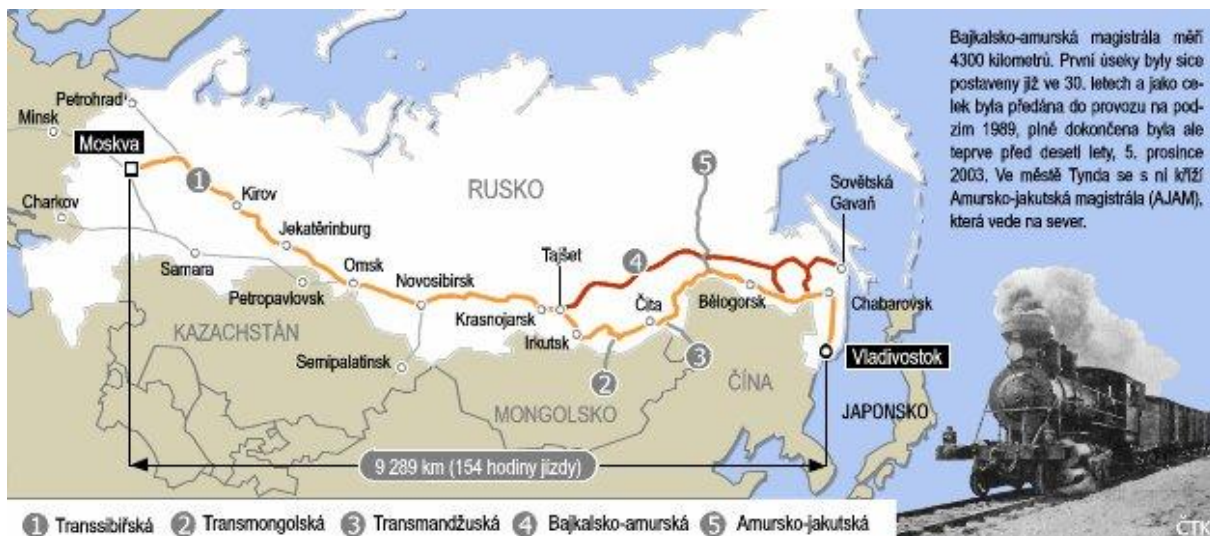 Bajkalsko-amurská magistrála měří
4300 kilometrů. První úseky byly sice
postaveny již ve 30. letech a jako ce-
lek byla předána do provozu na pod-
zim 1989, plně dokončena byla ale
teprve před deseti lety, 5. prosince
2003. Ve městě Tynda se s ní kříží
Amursko-jakutská magistrála (AJAM),
která vede na sever.
Petrohrad
Minsk
Moskva
1
Kirov
RUSKO
5
Sovětská
Gavaň
Charkov
Jekatěrinburg
Tajšet
4
Samara
Omsk
Novosibirsk
Petropavlovsk
Krasnojarsk
Čita
Bělogorsk
Chabarovsk
KAZACHSTÁN
Irkutsk
3
Vladivostok
Semipalatinsk
2
ČÍNA
MONGOLSKO
JAPONSKO
9 289 km (154 hodiny jízdy)
1 Transsibiřská 2 Transmongolská 3 Transmandžuská 4 Bajkalsko-amurská 5 Amursko-jakutská
ČTK